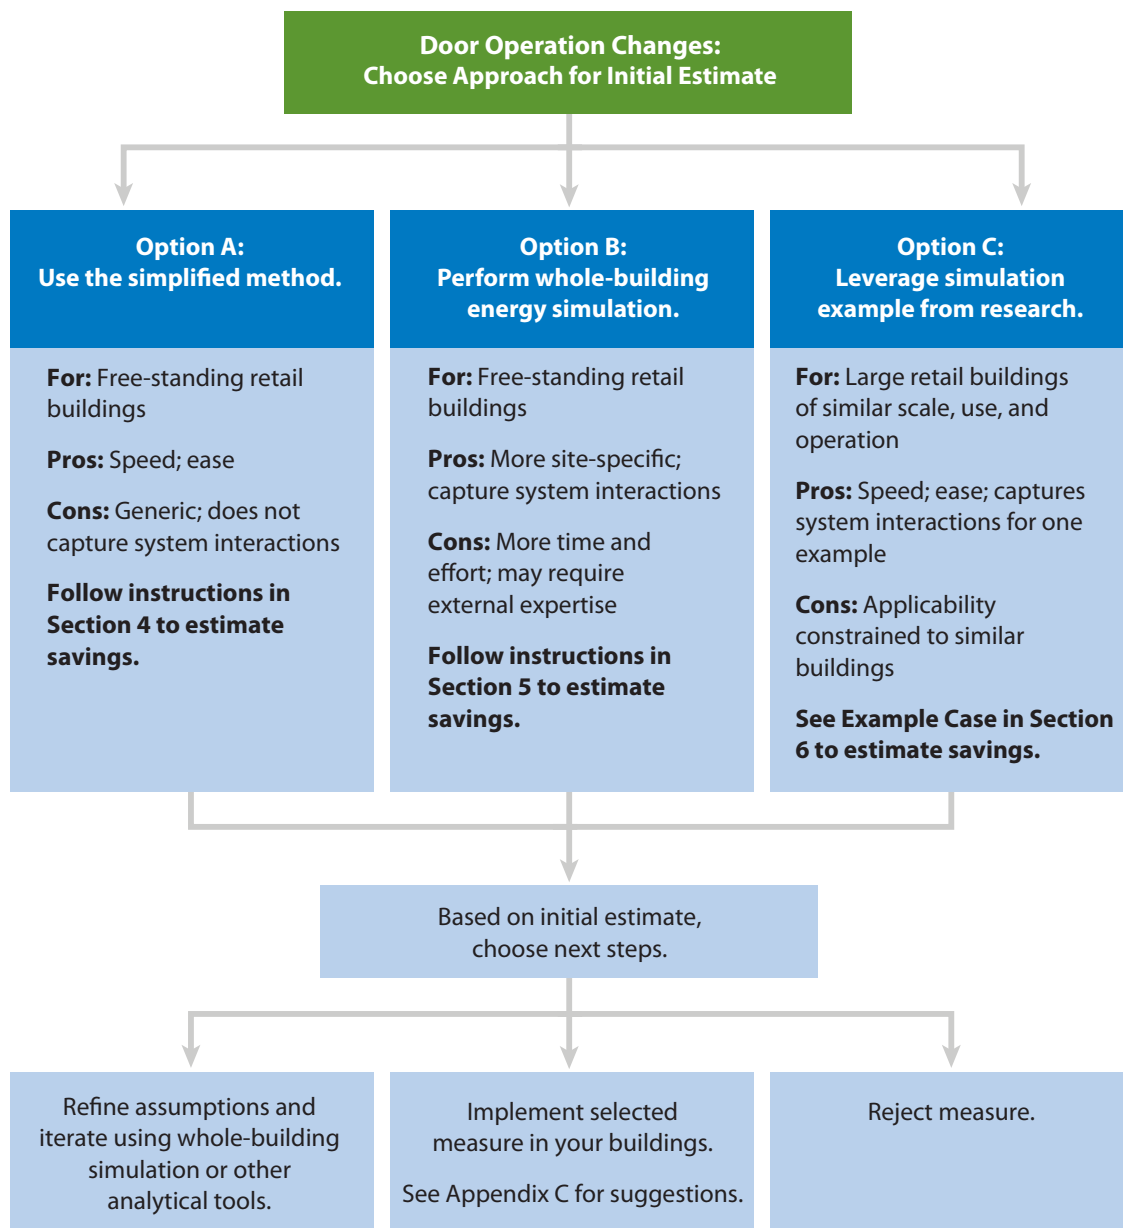 Door Operation Changes:
Choose Approach for Initial Estimate
Option A:
Use the simplified method.
For: Free-standing retail
buildings
Pros: Speed; ease
Cons: Generic; does not
capture system interactions
Follow instructions in
Section 4 to estimate
savings.
Option B:
Perform whole-building
energy simulation.
For: Free-standing retail
buildings
Pros: More site-specific;
capture system interactions
Cons: More time and
effort; may require
external expertise
Follow instructions in
Section 5 to estimate
savings.
Option C:
Leverage simulation
example from research.
For: Large retail buildings
of similar scale, use, and
operation
Pros: Speed; ease; captures
system interactions for one
example
Cons: Applicability
constrained to similar
buildings
See Example Case in Section
6 to estimate savings.
Based on initial estimate,
choose next steps.
Refine assumptions and
iterate using whole-building
simulation or other
analytical tools.
Implement selected
measure in your buildings.
See Appendix C for suggestions.
Reject measure.